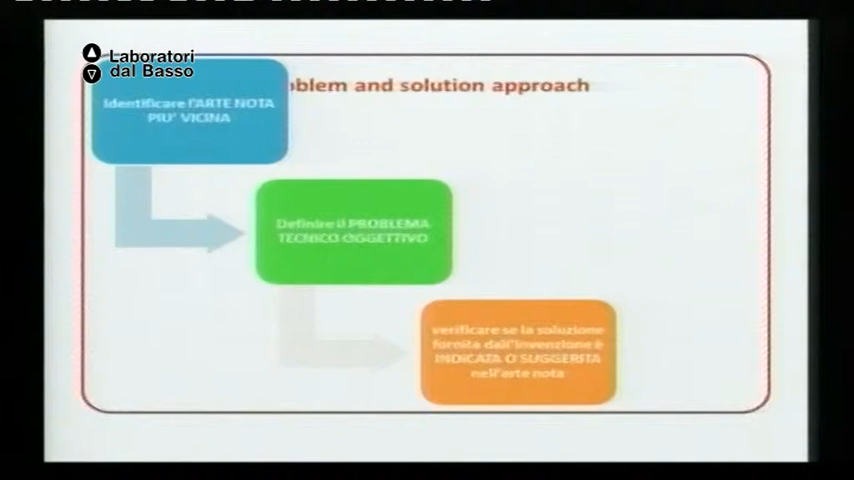 Laboratori
dal Basso
oblem and solution approach
Identificare l'ARTE NOTA
PIU' VICINA
Definire il PROBLEMA
TECNICO OGGETTIVO
verificare se la soluzione
fornita dall'invenzione è
INDICATA O SUGGERITA
nell'arte nota